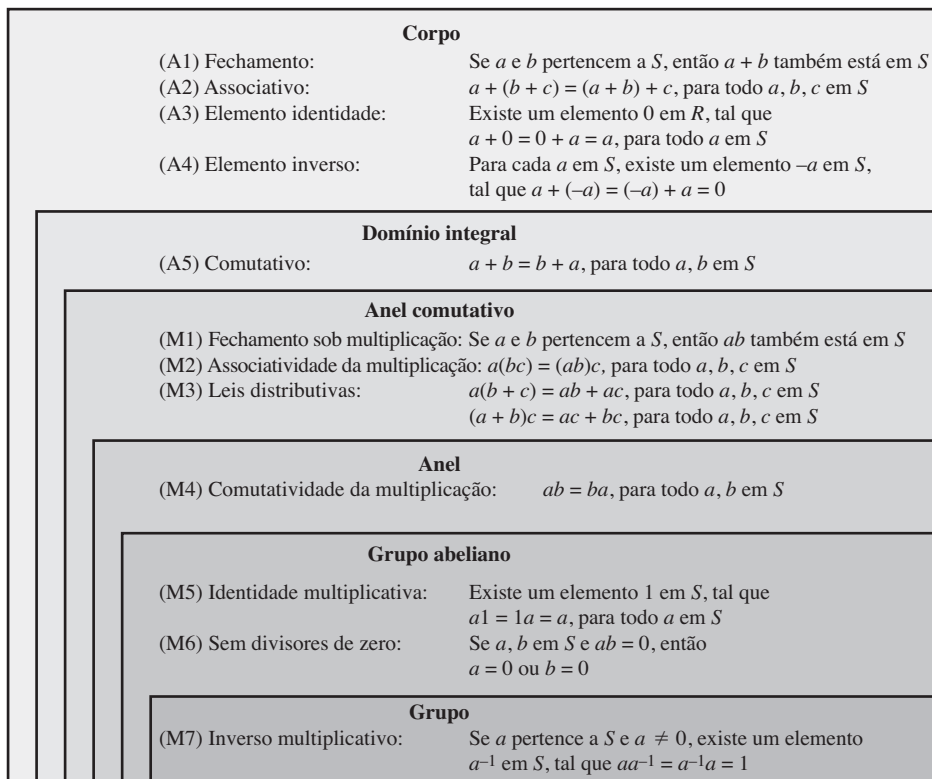 Corpo
(A1) Fechamento: Se a e b pertencem a S, então a + b também está em S
(A2) Associativo: a + (b + c) = (a + b) + c, para todo a, b, c em S
(A3) Elemento identidade: Existe um elemento 0 em R, tal que
a + 0 = 0 + a = a, para todo a em S
(A4) Elemento inverso: Para cada a em S, existe um elemento –a em S,
tal que a + (–a) = (–a) + a = 0
Domínio integral
(A5) Comutativo: a + b = b + a, para todo a, b em S
Anel comutativo
(M1) Fechamento sob multiplicação: Se a e b pertencem a S, então ab também está em S
(M2) Associatividade da multiplicação: a(bc) = (ab)c, para todo a, b, c em S
(M3) Leis distributivas: a(b + c) = ab + ac, para todo a, b, c em S
(a + b)c = ac + bc, para todo a, b, c em S
Anel
(M4) Comutatividade da multiplicação: ab = ba, para todo a, b em S
Grupo abeliano
(M5) Identidade multiplicativa: Existe um elemento 1 em S, tal que
a1 = 1a = a, para todo a em S
(M6) Sem divisores de zero: Se a, b em S e ab = 0, então
a = 0 ou b = 0
Grupo
(M7) Inverso multiplicativo: Se a pertence a S e a ≠ 0, existe um elemento
a⁻¹ em S, tal que aa⁻¹ = a⁻¹a = 1